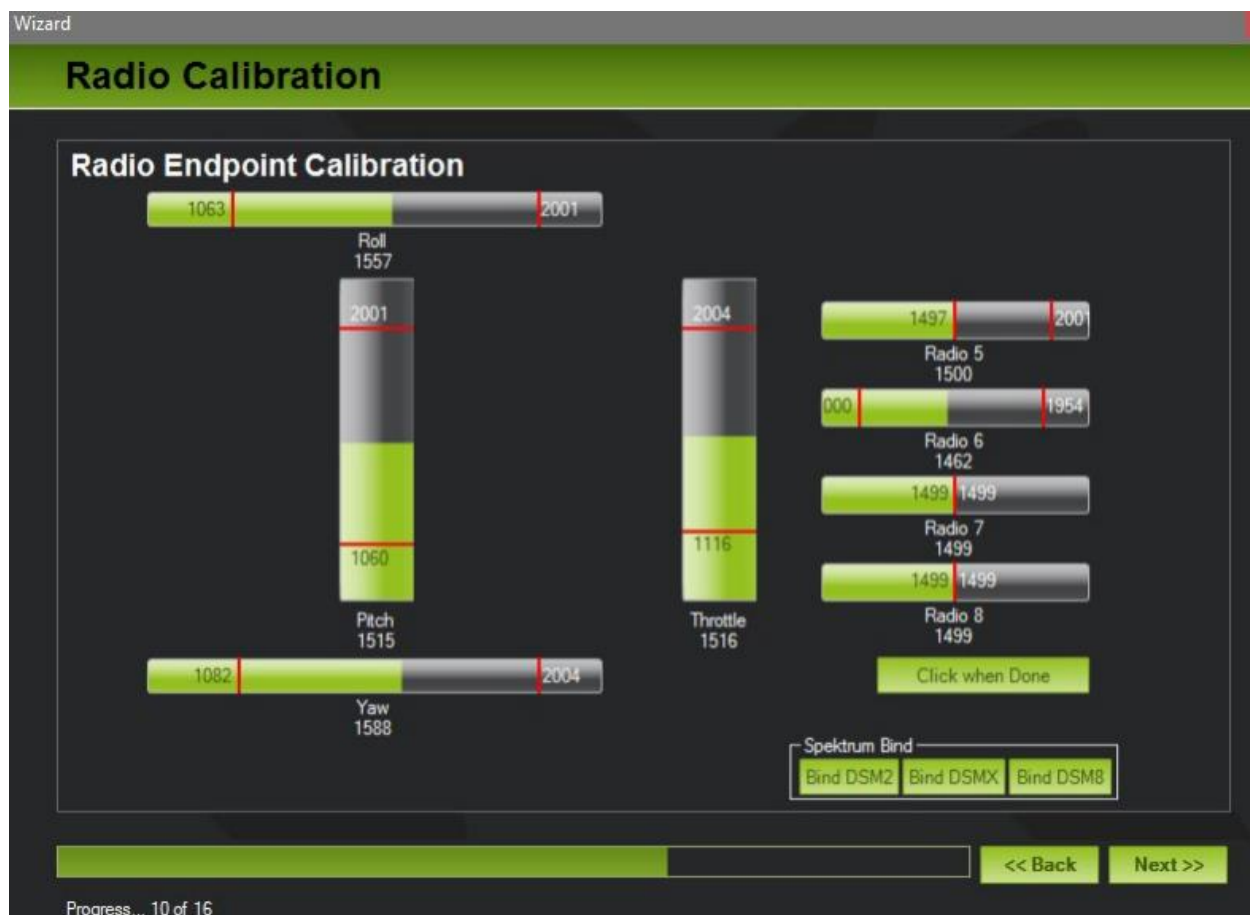 Wizard
Radio Calibration
Radio Endpoint Calibration
1063 2001
Roll
1557
2001
1060
Pitch
1515
2004
1116
Throttle
1516
1082 2004
Yaw
1588
1497 2001
Radio 5
1500
000 1954
Radio 6
1462
1499 1499
Radio 7
1499
1499 1499
Radio 8
1499
Click when Done
Spektrum Bind
Bind DSM2 Bind DSMX Bind DSM8
<< Back Next >>
Progress... 10 of 16